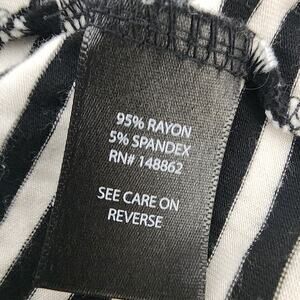 95% RAYON
5% SPANDEX
RN# 148862
SEE CARE ON
REVERSE